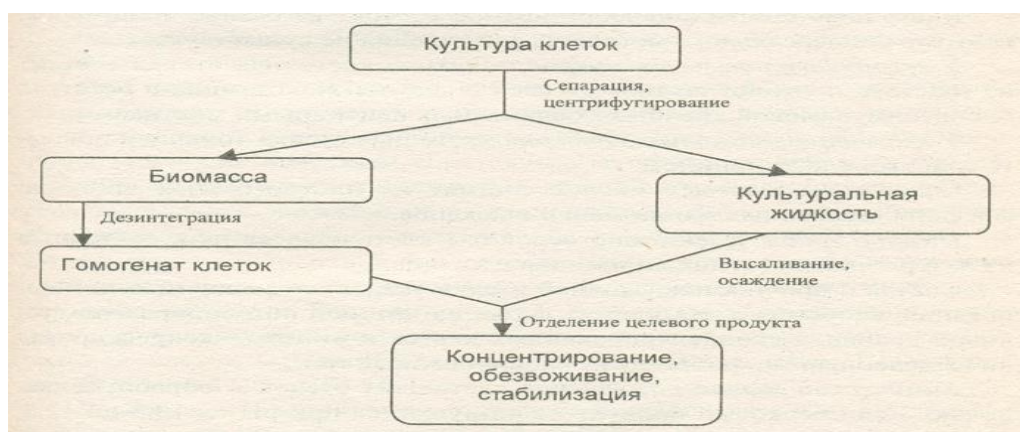 Культура клеток
Сепарация,
центрифугирование
Биомасса
Дезинтеграция
Культуральная
жидкость
Гомогенат клеток
Высаливание,
осаждение
Отделение целевого продукта
Концентрирование,
обезвоживание,
стабилизация